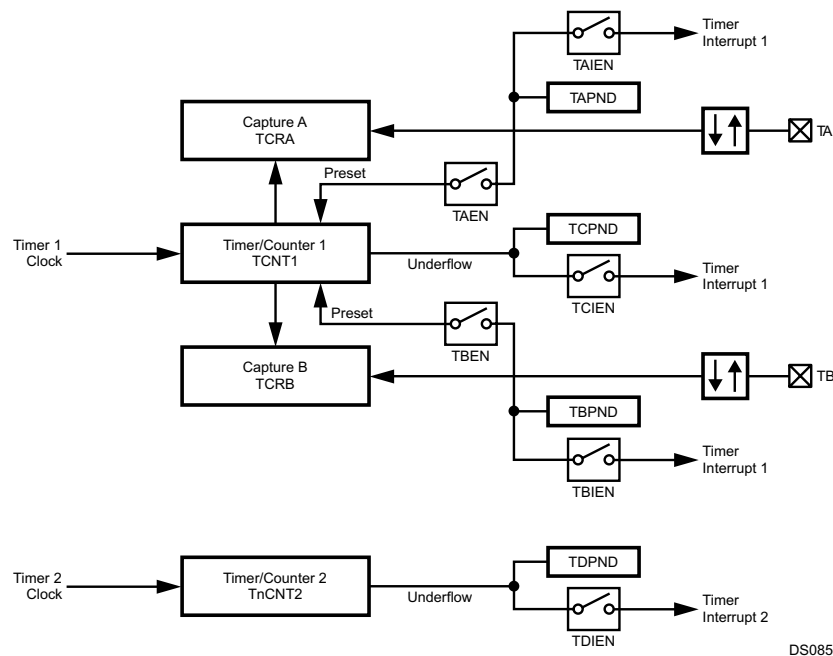 Timer
Interrupt 1
TAIEN
TAPND
Capture A
TCRA
TA
Preset
TAEN
TCPND
Timer 1
Clock
Timer/Counter 1
TCNT1
Underflow
Timer
Interrupt 1
TCIEN
Preset
TBEN
Capture B
TCRB
TB
TBPND
Timer
Interrupt 1
TBIEN
TDPND
Timer 2
Clock
Timer/Counter 2
TnCNT2
Underflow
Timer
Interrupt 2
TDIEN
DS085